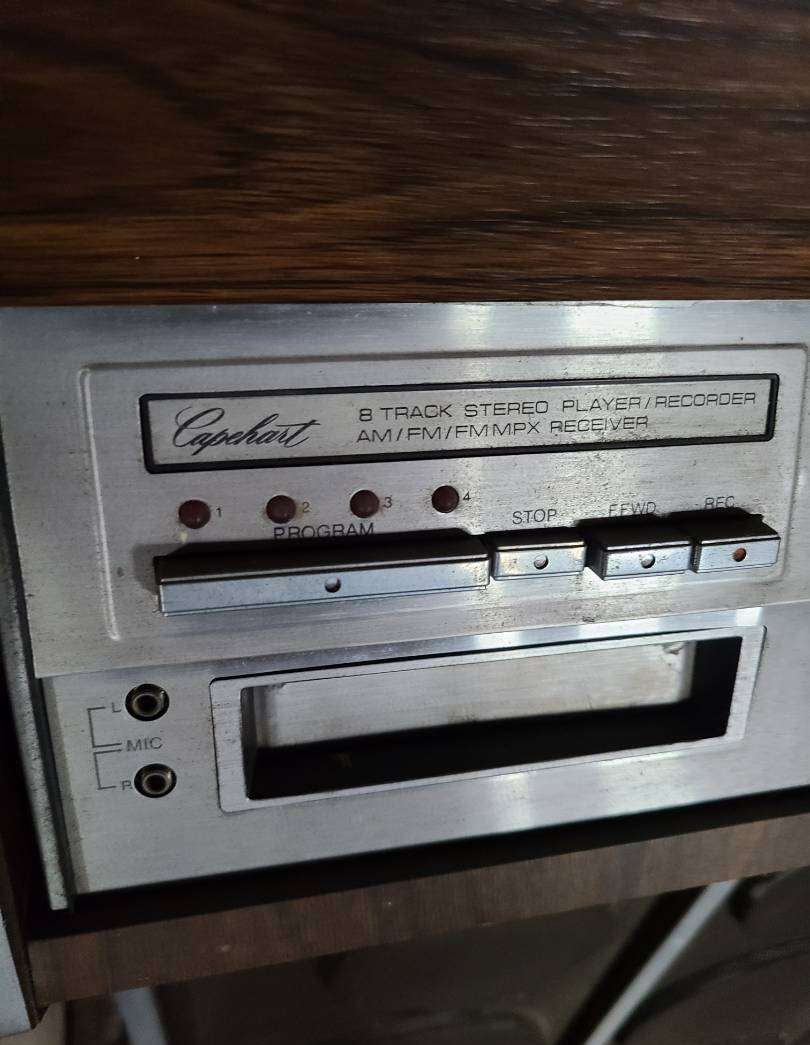 Capehart
8 TRACK STEREO PLAYER/RECORDER
AM/FM/FM MPX RECEIVER
1 2 3 4
PROGRAM
STOP
F.FWD
REC
L
MIC
R